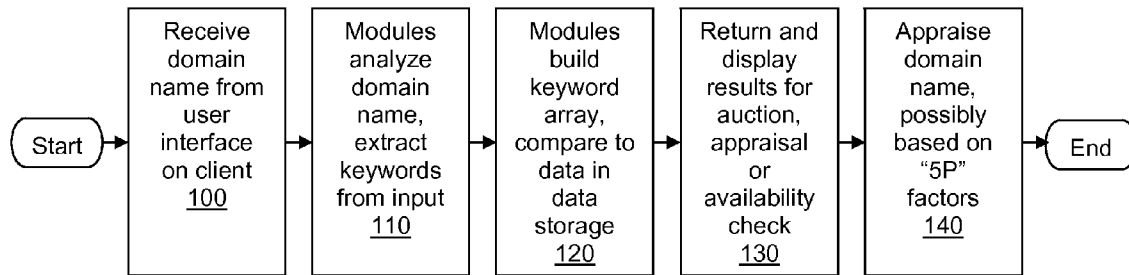 Start
Receive
domain
name from
user
interface
on client
100
Modules
analyze
domain
name,
extract
keywords
from input
110
Modules
build
keyword
array,
compare to
data in
data
storage
120
Return and
display
results for
auction,
appraisal
or
availability
check
130
Appraise
domain
name,
possibly
based on
“5P”
factors
140
End